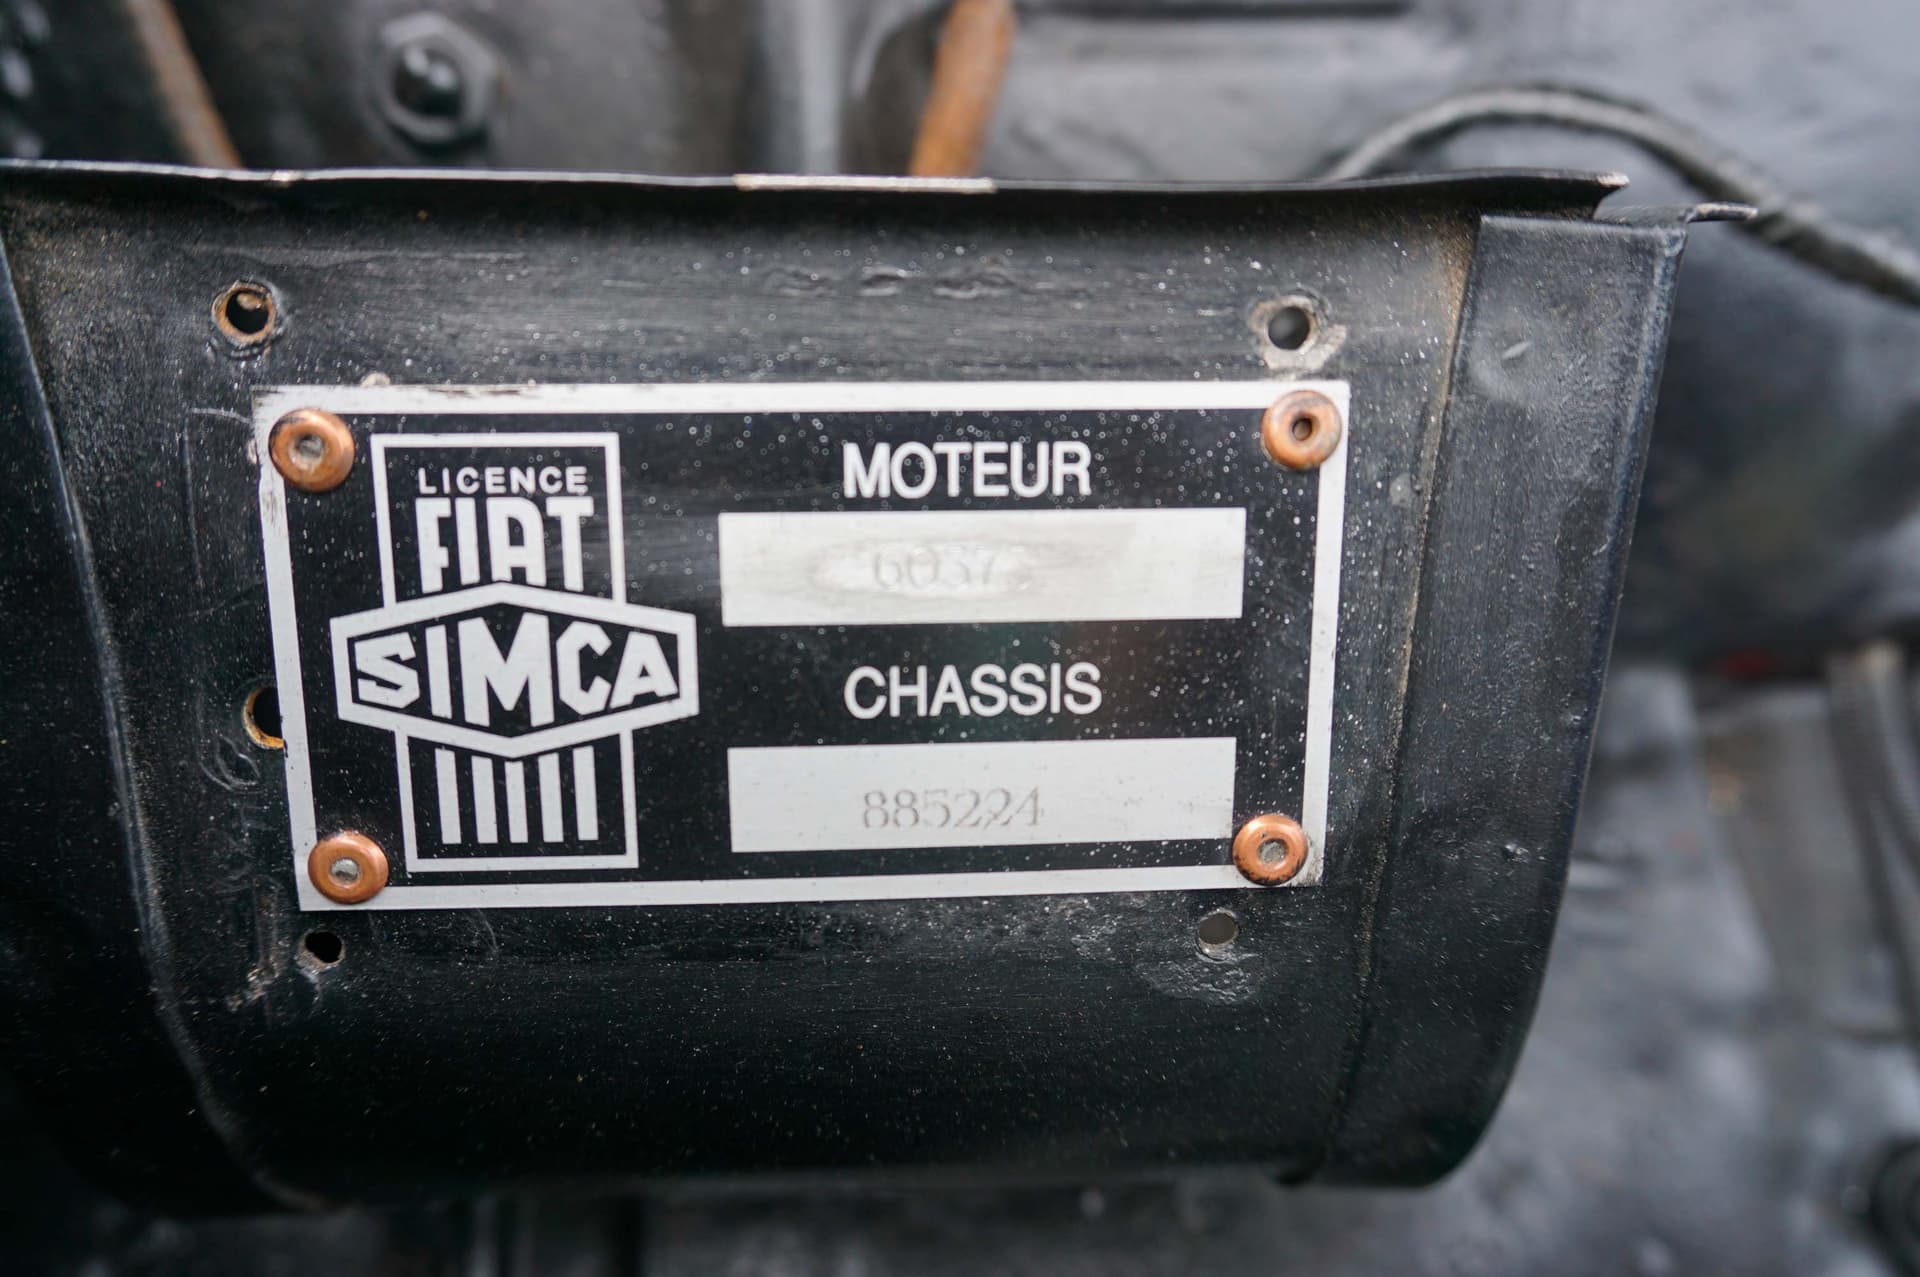 LICENCE
FIAT
SIMCA
MOTEUR
CHASSIS
885224